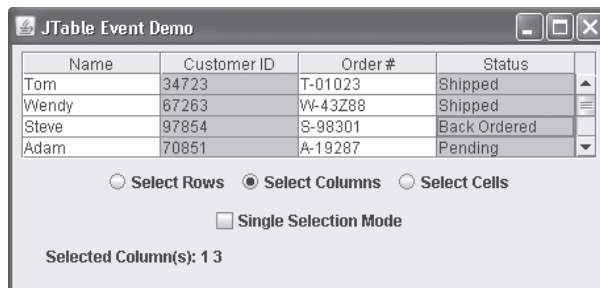 JTable Event Demo
Name Customer ID Order # Status
Tom 34723 T-01023 Shipped
Wendy 67263 W-43Z88 Shipped
Steve 97854 S-98301 Back Ordered
Adam 70851 A-19287 Pending
Select Rows Select Columns Select Cells
Single Selection Mode
Selected Column(s): 1 3